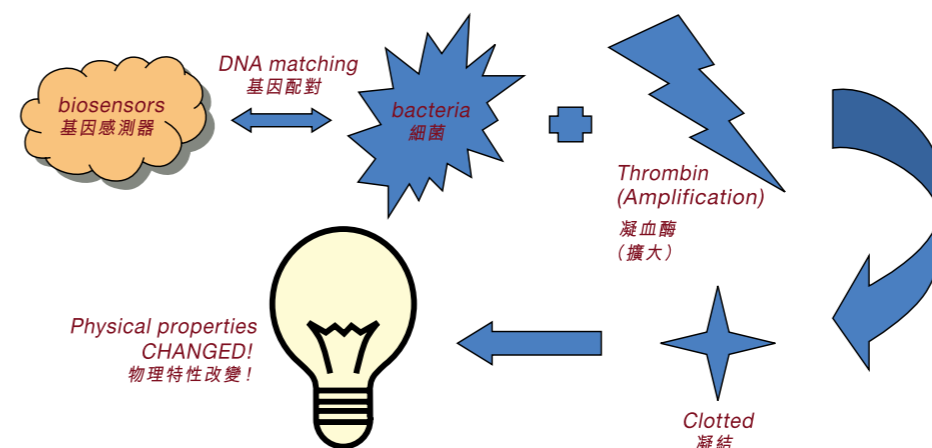 biosensors
基因感測器
DNA matching
基因配對
bacteria
細菌
Thrombin
(Amplification)
凝血酶
(擴大)
Clotted
凝結
Physical properties
CHANGED!
物理特性改變!